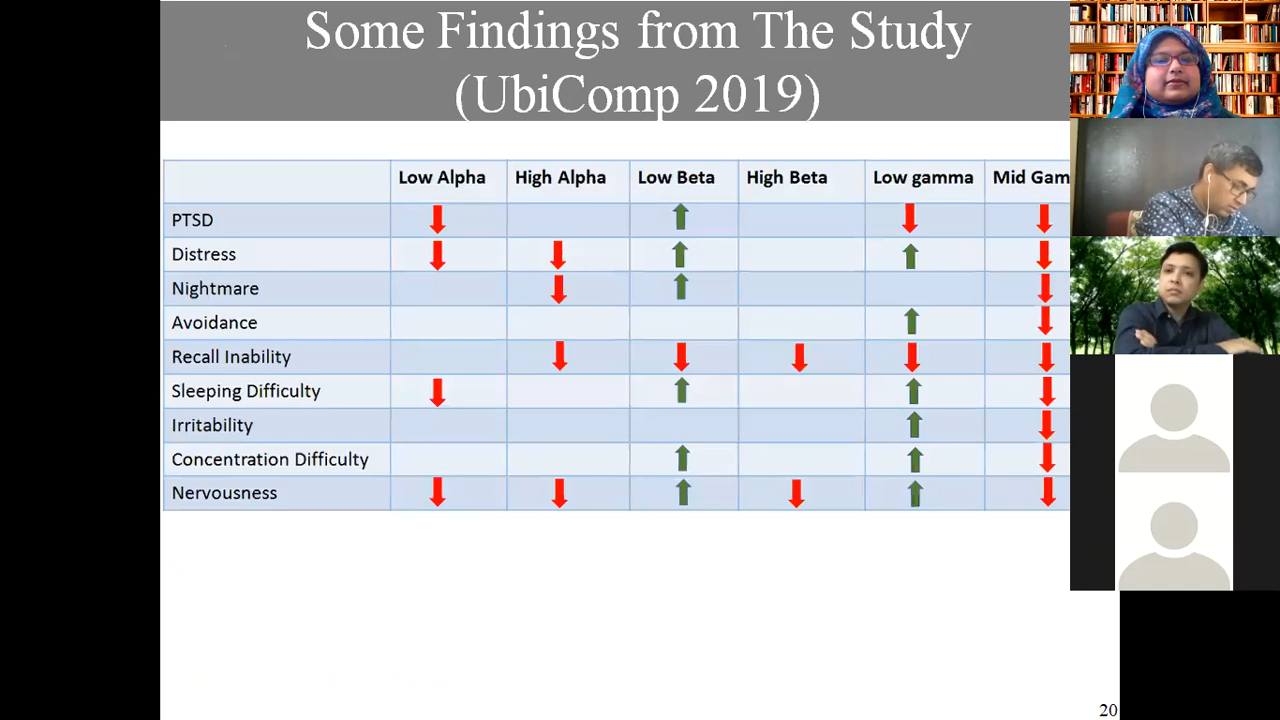 Some Findings from The Study
(UbiComp 2019)
Low Alpha High Alpha Low Beta High Beta Low gamma Mid Gam
PTSD
Distress
Nightmare
Avoidance
Recall Inability
Sleeping Difficulty
Irritability
Concentration Difficulty
Nervousness
20